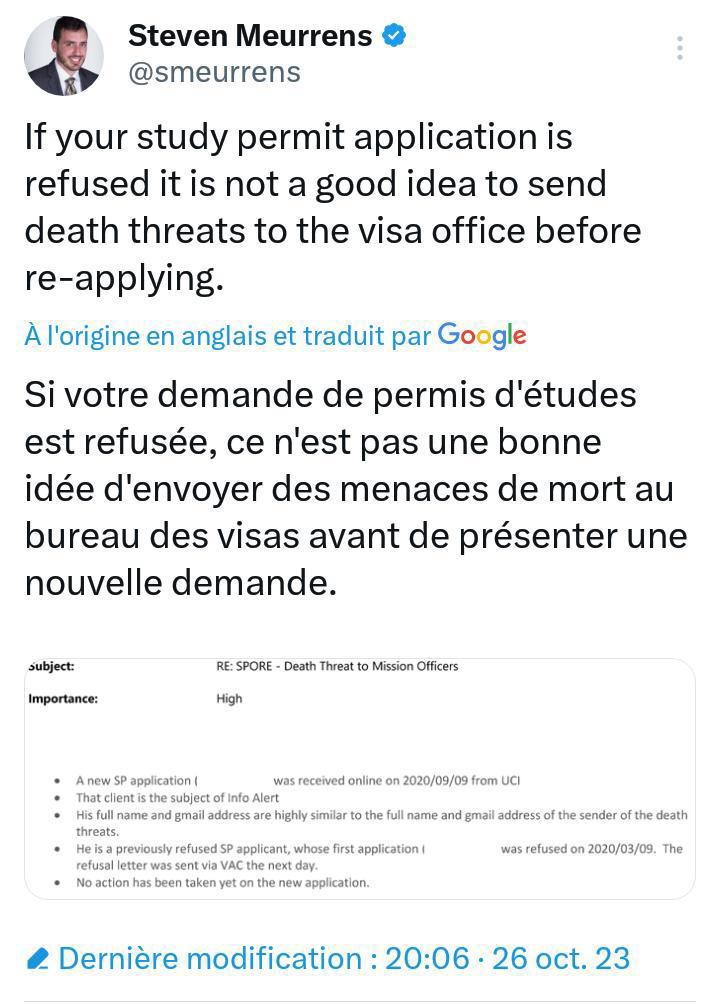 Steven Meurrens
@smeurrens
If your study permit application is
refused it is not a good idea to send
death threats to the visa office before
re-applying.
À l'origine en anglais et traduit par Google
Si votre demande de permis d'études
est refusée, ce n'est pas une bonne
idée d'envoyer des menaces de mort au
bureau des visas avant de présenter une
nouvelle demande.
Subject: RE: SPORE - Death Threat to Mission Officers
Importance: High
• A new SP application ( was received online on 2020/09/09 from UCI
• That client is the subject of Info Alert
• His full name and gmail address are highly similar to the full name and gmail address of the sender of the death
threats.
• He is a previously refused SP applicant, whose first application ( was refused on 2020/03/09. The
refusal letter was sent via VAC the next day.
• No action has been taken yet on the new application.
Dernière modification : 20:06 · 26 oct. 23